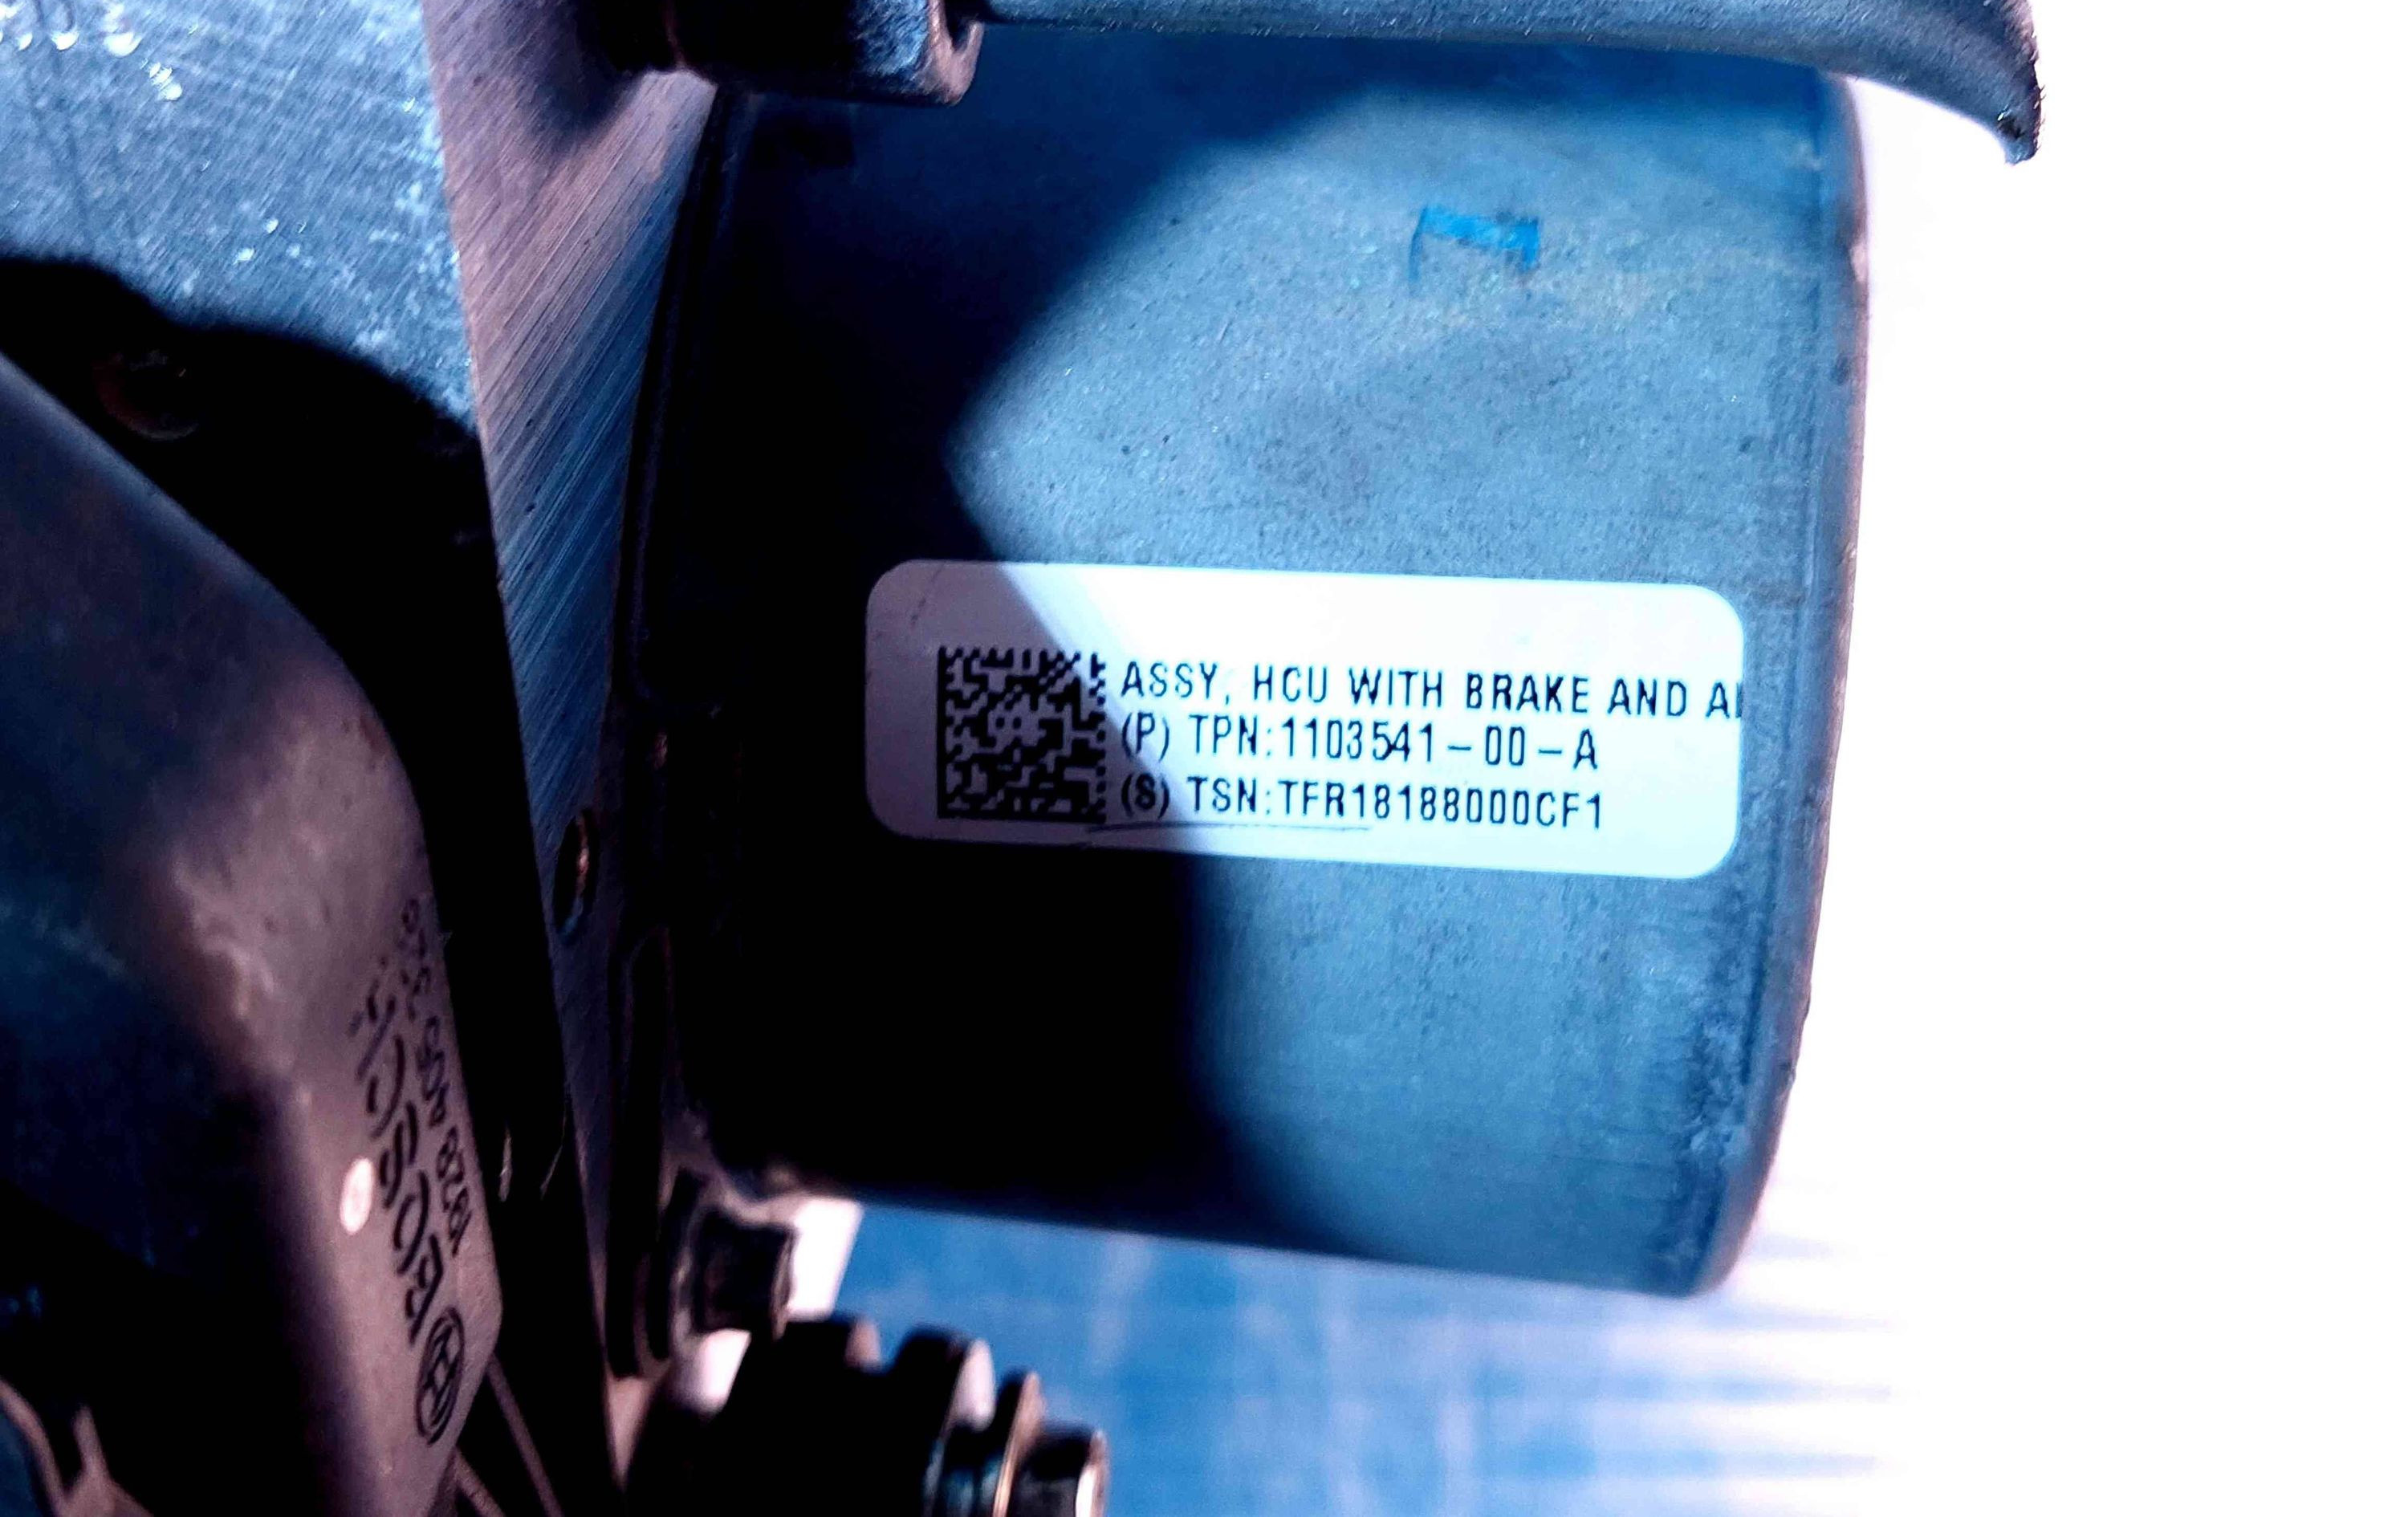 ASSY, HCU WITH BRAKE AND A
(P) TPN:1103541-00-A
(S) TSN:TFR18188000CF1
BOSCH